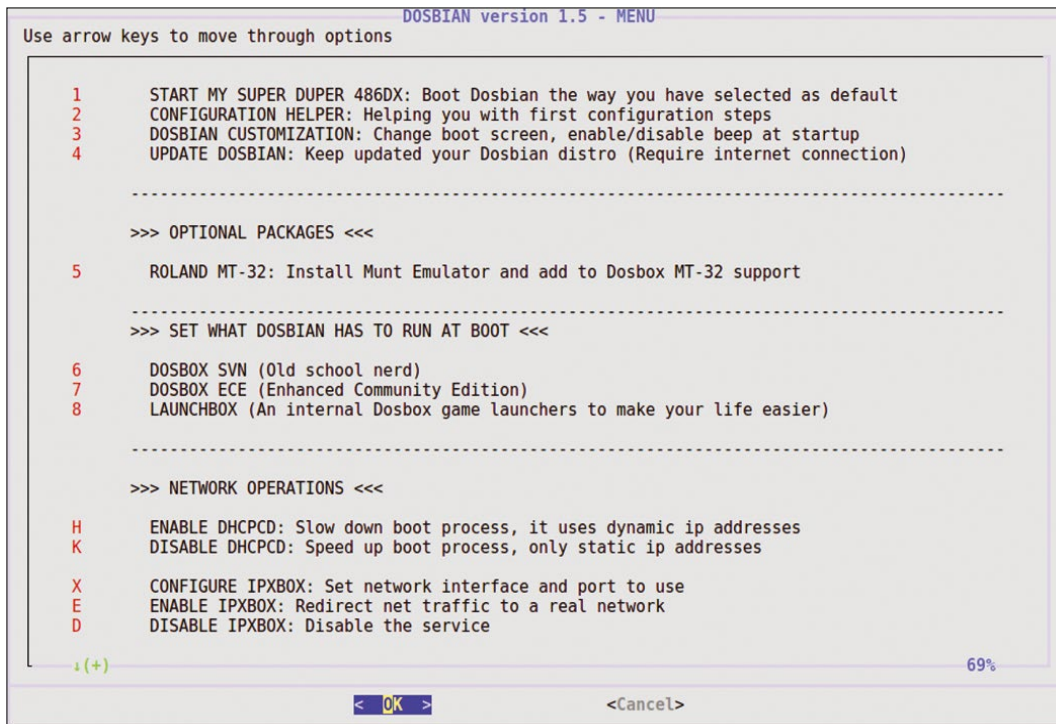 DOSBIAN version 1.5 - MENU
Use arrow keys to move through options
1 START MY SUPER DUPER 486DX: Boot Dosbian the way you have selected as default
2 CONFIGURATION HELPER: Helping you with first configuration steps
3 DOSBIAN CUSTOMIZATION: Change boot screen, enable/disable beep at startup
4 UPDATE DOSBIAN: Keep updated your Dosbian distro (Require internet connection)
-----------------------------------------------------------------------------------------
>>> OPTIONAL PACKAGES <<<
5 ROLAND MT-32: Install Munt Emulator and add to Dosbox MT-32 support
-----------------------------------------------------------------------------------------
>>> SET WHAT DOSBIAN HAS TO RUN AT BOOT <<<
6 DOSBOX SVN (Old school nerd)
7 DOSBOX ECE (Enhanced Community Edition)
8 LAUNCHBOX (An internal Dosbox game launchers to make your life easier)
-----------------------------------------------------------------------------------------
>>> NETWORK OPERATIONS <<<
H ENABLE DHCPCD: Slow down boot process, it uses dynamic ip addresses
K DISABLE DHCPCD: Speed up boot process, only static ip addresses
X CONFIGURE IPXBOX: Set network interface and port to use
E ENABLE IPXBOX: Redirect net traffic to a real network
D DISABLE IPXBOX: Disable the service
↓(+) 69%
< OK > <Cancel>